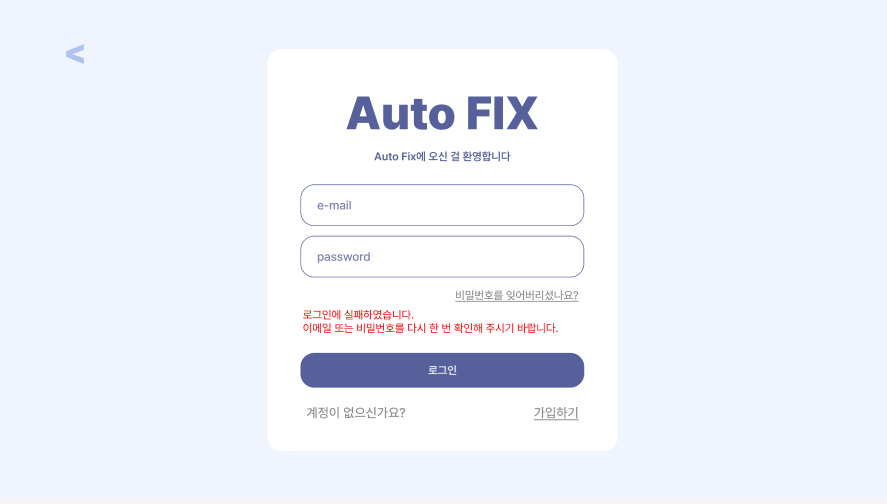 <
Auto FIX
Auto Fix에 오신 걸 환영합니다
e-mail
password
비밀번호를 잊어버리셨나요?
로그인에 실패하였습니다.
이메일 또는 비밀번호를 다시 한 번 확인해 주시기 바랍니다.
로그인
계정이 없으신가요? 가입하기